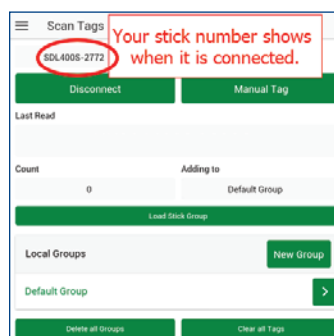 Scan Tags
Your stick number shows
when it is connected.
SDL400S-2772
Disconnect Manual Tag
Last Read
Count Adding to
0 Default Group
Load Stick Group
Local Groups New Group
Default Group >
Delete all Groups Clear all Tags